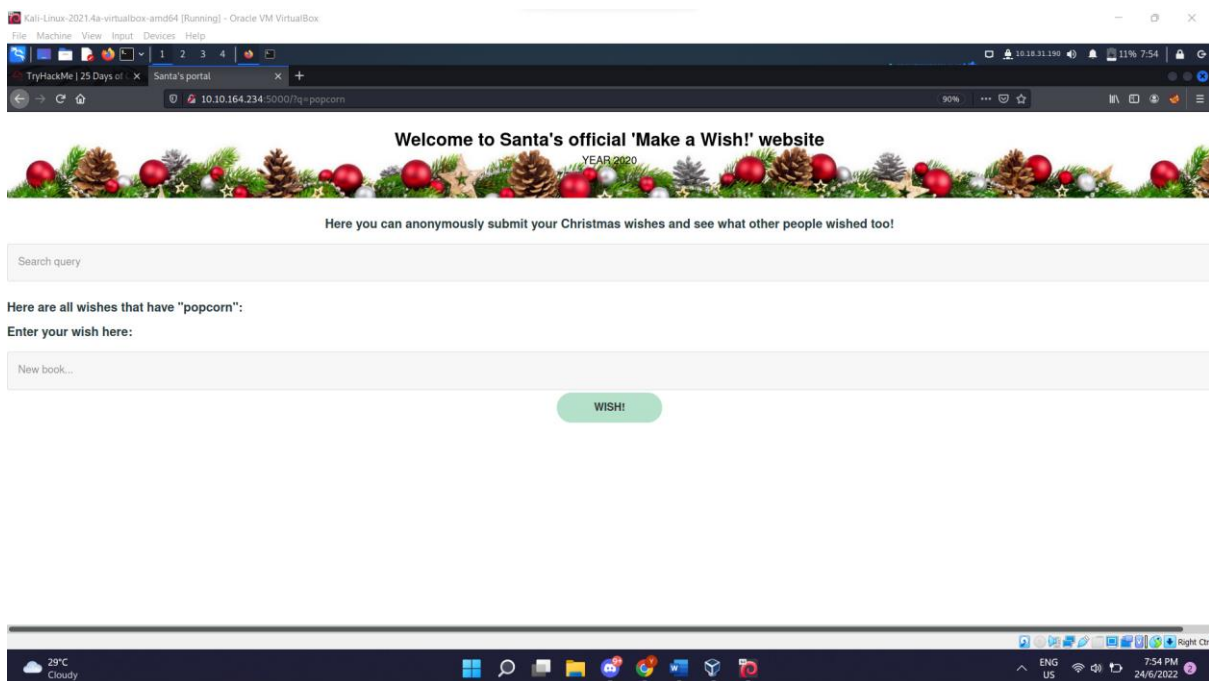 Kali-Linux-2021.4a-virtualbox-amd64 [Running] - Oracle VM VirtualBox
File Machine View Input Devices Help
1 2 3 4
10.18.31.190 11% 7:54
TryHackMe | 25 Days of C
Santa's portal
10.10.164.234:5000/?q=popcorn
90%
Welcome to Santa's official 'Make a Wish!' website
YEAR 2020
Here you can anonymously submit your Christmas wishes and see what other people wished too!
Search query
Here are all wishes that have "popcorn":
Enter your wish here:
New book...
WISH!
Right Ctr
29°C
Cloudy
ENG
US
7:54 PM
24/6/2022
2